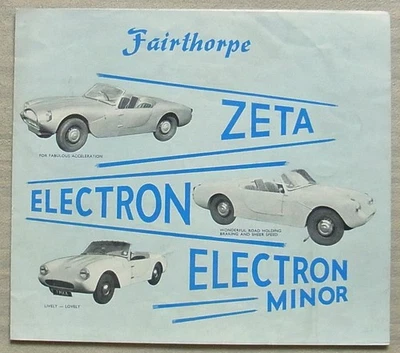 Fairthorpe
ZETA
FOR FABULOUS ACCELERATION
ELECTRON
WONDERFUL ROAD HOLDING
BRAKING AND SHEER SPEED
ELECTRON
MINOR
LIVELY — LOVELY